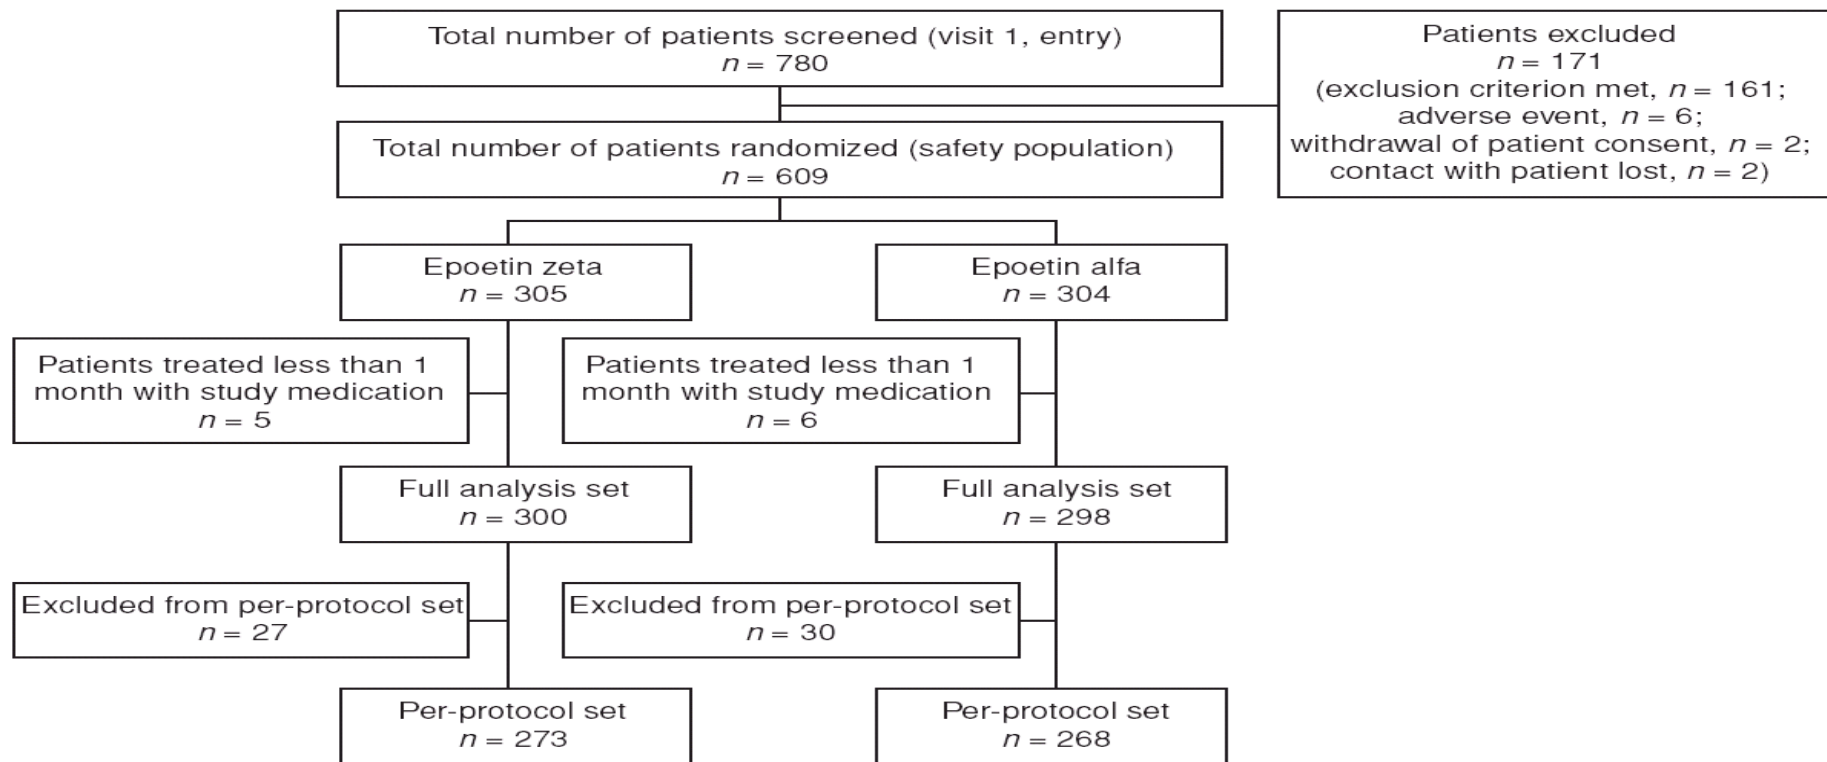 Total number of patients screened (visit 1, entry)
n = 780
Patients excluded
n = 171
(exclusion criterion met, n = 161;
adverse event, n = 6;
withdrawal of patient consent, n = 2;
contact with patient lost, n = 2)
Total number of patients randomized (safety population)
n = 609
Epoetin zeta
n = 305
Epoetin alfa
n = 304
Patients treated less than 1
month with study medication
n = 5
Patients treated less than 1
month with study medication
n = 6
Full analysis set
n = 300
Full analysis set
n = 298
Excluded from per-protocol set
n = 27
Excluded from per-protocol set
n = 30
Per-protocol set
n = 273
Per-protocol set
n = 268